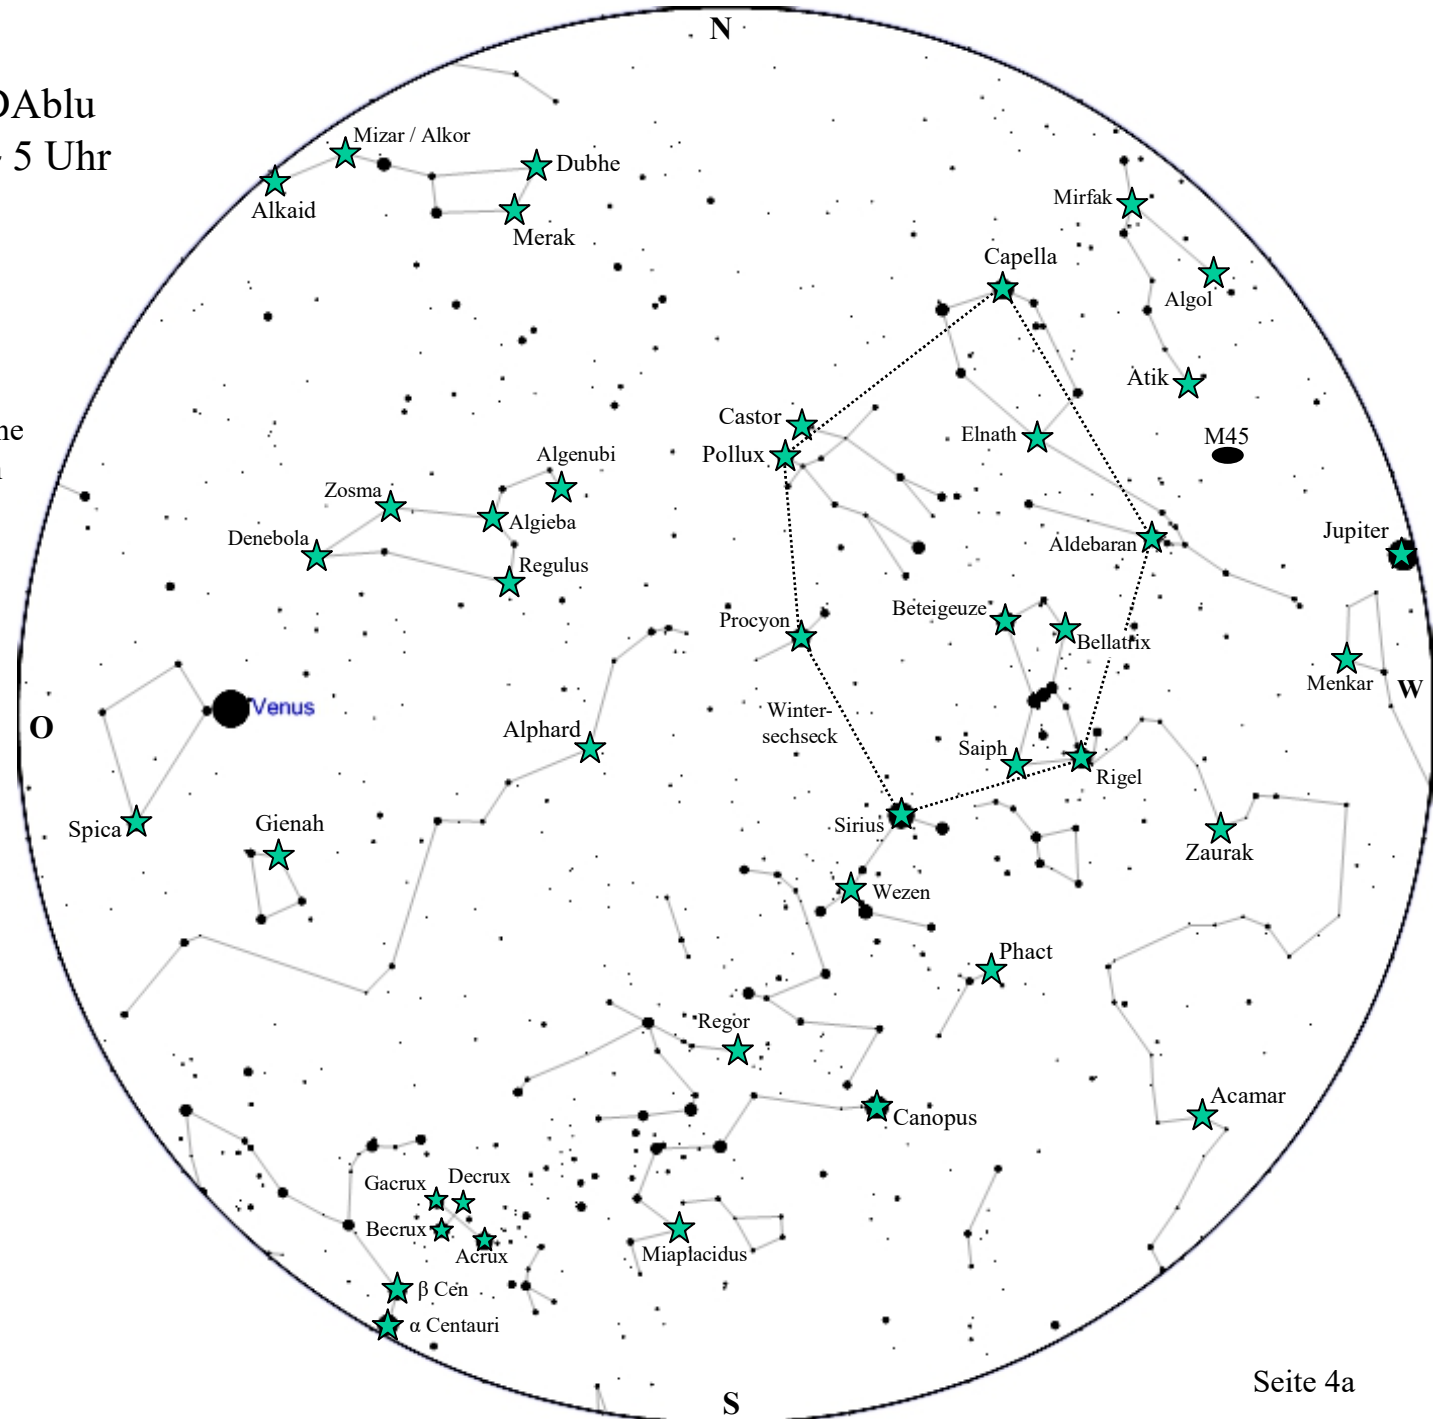 N
DAblu
5 Uhr
Mizar / Alkor
Dubhe
Alkaid
Merak
Mirfak
Capella
Algol
Atik
Castor
Elnath
M45
Pollux
Algenubi
Zosma
Algieba
Denebola
Jupiter
Aldebaran
Regulus
Beteigeuze
Procyon
Bellatrix
Menkar
W
Venus
O
Winter-
sechseck
Alphard
Saiph
Rigel
Spica
Gienah
Sirius
Zaurak
Wezen
Phact
Regor
Acamar
Canopus
Decrux
Gacrux
Becrux
Acrux
Miaplacidus
β Cen
α Centauri
Seite 4a
S